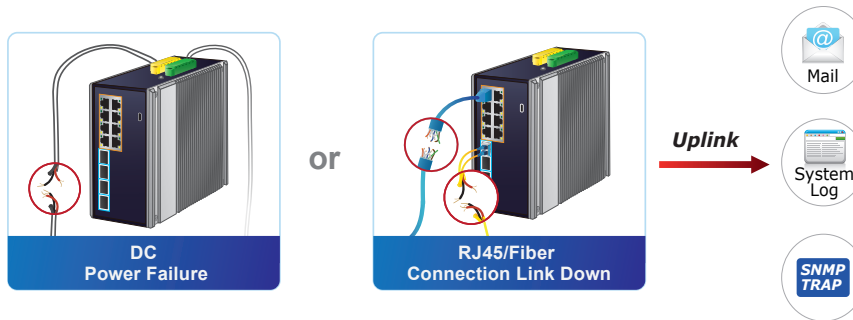 DC
Power Failure
or
RJ45/Fiber
Connection Link Down
Uplink
@
Mail
System
Log
SNMP
TRAP